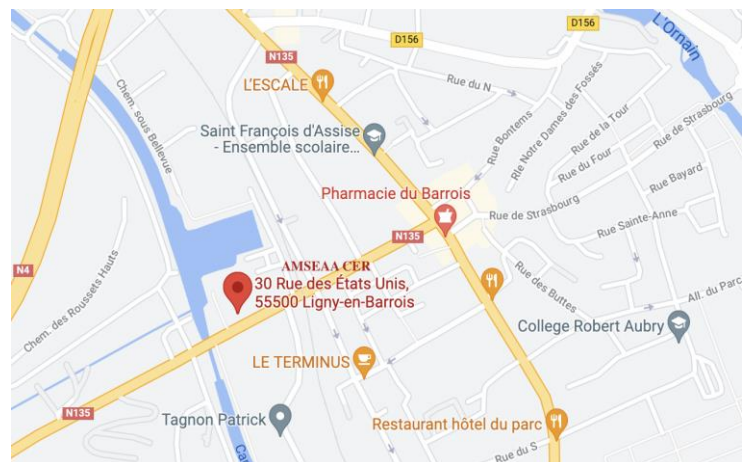 D156
D156
L'Ornain
N135
L'ESCALE
Rue du N
Chem. sous Bellevue
Saint François d'Assise
- Ensemble scolaire...
Rue Bontems
Rle Notre Dames des Fossés
Rue de la Tour
Rue du Four
Rue de Strasbourg
Rue Bayard
Pharmacie du Barrois
Rue de Strasbourg
Rue Sainte-Anne
N135
N4
AMSEAA CER
30 Rue des États Unis,
55500 Ligny-en-Barrois
Chem. des Roussets Hauts
Rue des Buttes
All. du Parc
College Robert Aubry
LE TERMINUS
N135
Tagnon Patrick
Restaurant hôtel du parc
Rue du S
Ca